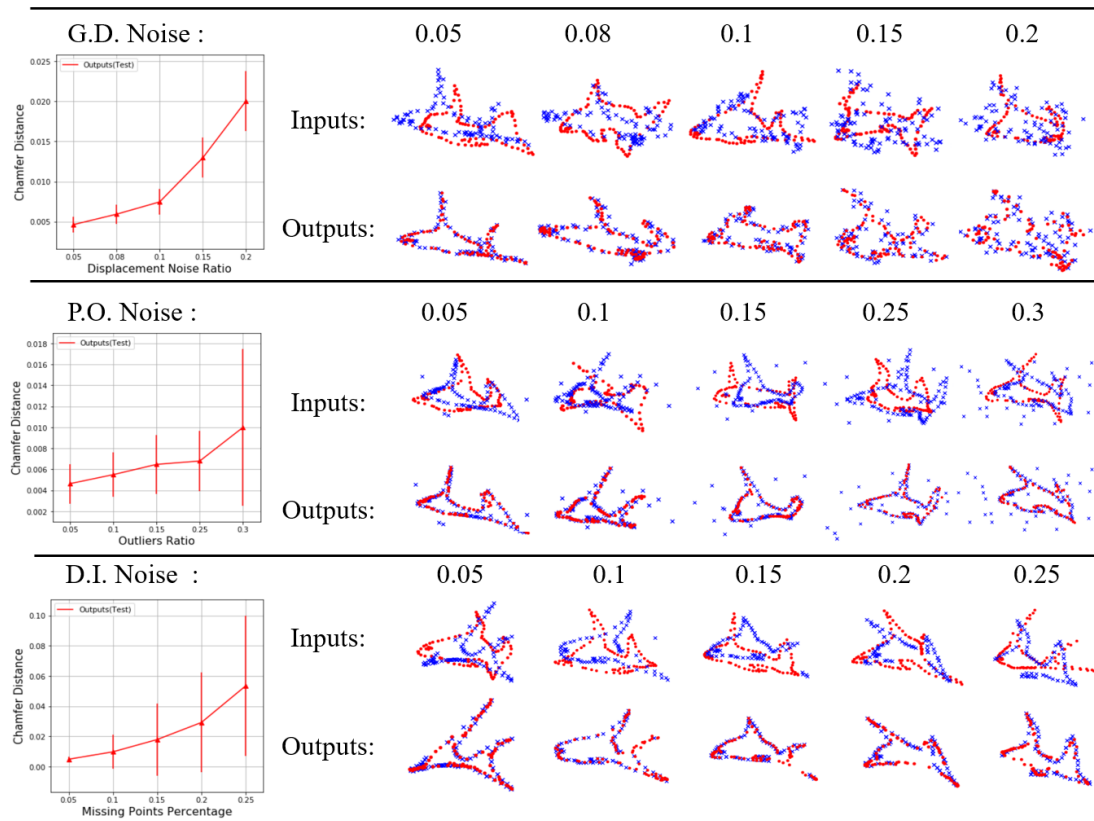 G.D. Noise : 0.05 0.08 0.1 0.15 0.2
0.025
0.020
0.015
0.010
0.005
Chamfer Distance
Outputs(Test)
0.05 0.08 0.1 0.15 0.2
Displacement Noise Ratio
Inputs:
Outputs:
P.O. Noise : 0.05 0.1 0.15 0.25 0.3
0.018
0.016
0.014
0.012
0.010
0.008
0.006
0.004
0.002
Chamfer Distance
Outputs(Test)
0.05 0.1 0.15 0.25 0.3
Outliers Ratio
Inputs:
Outputs:
D.I. Noise : 0.05 0.1 0.15 0.2 0.25
0.10
0.08
0.06
0.04
0.02
0.00
Chamfer Distance
Outputs(Test)
0.05 0.1 0.15 0.2 0.25
Missing Points Percentage
Inputs:
Outputs: